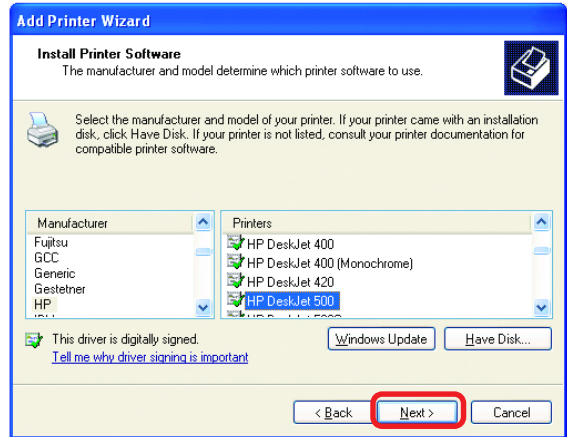 Add Printer Wizard
Install Printer Software
The manufacturer and model determine which printer software to use.
Select the manufacturer and model of your printer. If your printer came with an installation
disk, click Have Disk. If your printer is not listed, consult your printer documentation for
compatible printer software.
Manufacturer
Fujitsu
GCC
Generic
Gestetner
HP
Printers
HP DeskJet 400
HP DeskJet 400 (Monochrome)
HP DeskJet 420
HP DeskJet 500
This driver is digitally signed.
Tell me why driver signing is important
Windows Update
Have Disk...
< Back
Next >
Cancel